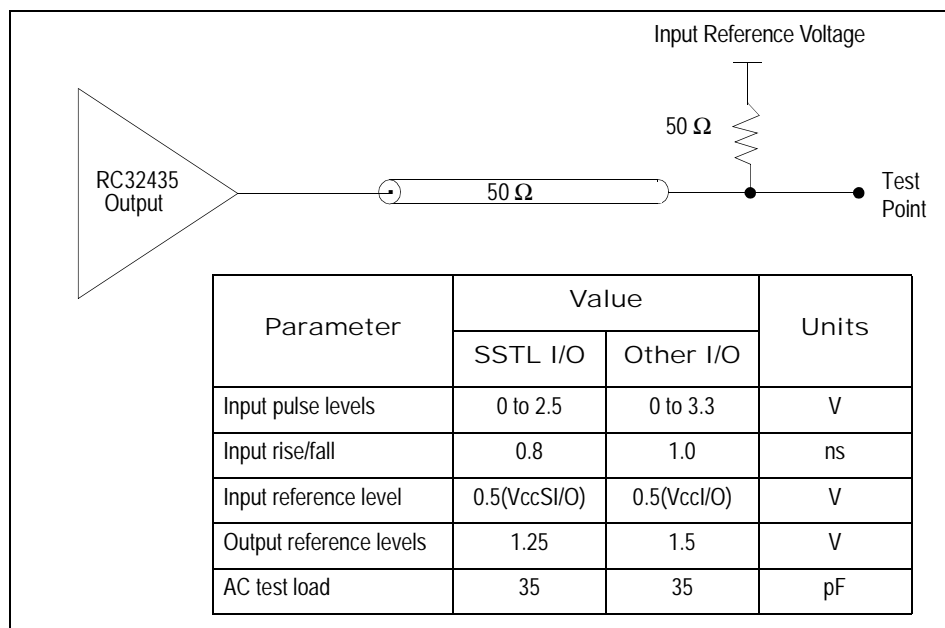 Input Reference Voltage
50 Ω
RC32435
Output
50 Ω
Test
Point
Parameter Value Units
SSTL I/O Other I/O
Input pulse levels 0 to 2.5 0 to 3.3 V
Input rise/fall 0.8 1.0 ns
Input reference level 0.5(VccSI/O) 0.5(VccI/O) V
Output reference levels 1.25 1.5 V
AC test load 35 35 pF